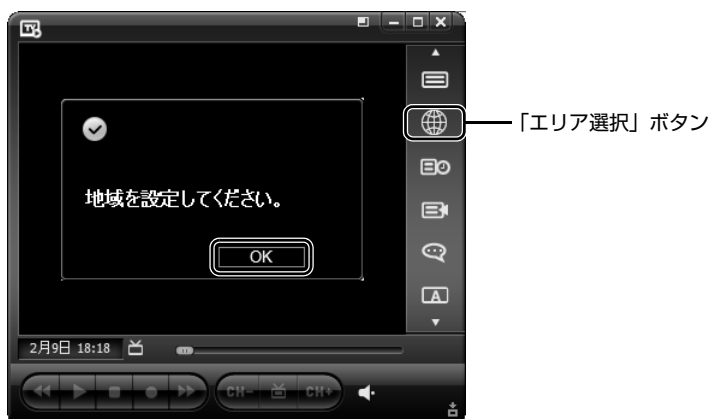 TV
地域を設定してください。
OK
「エリア選択」ボタン
A
2月9日 18:18
CH-
CH+